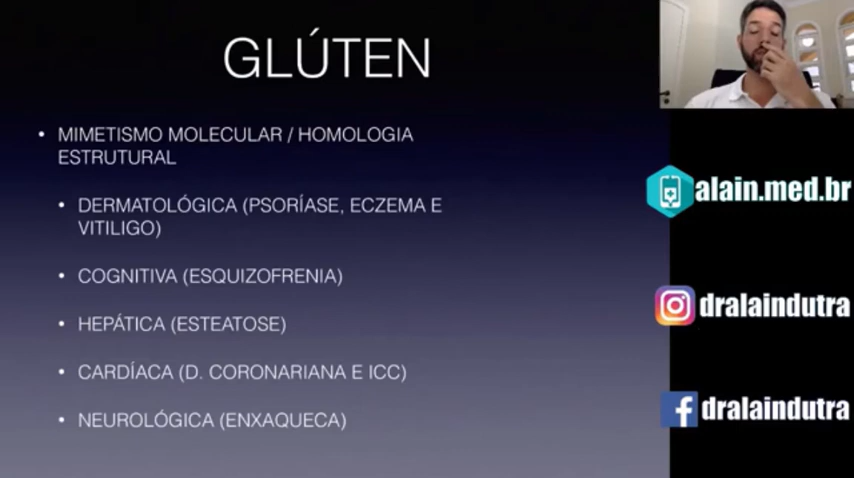 GLÚTEN
• MIMETISMO MOLECULAR / HOMOLOGIA
ESTRUTURAL
• DERMATOLÓGICA (PSORÍASE, ECZEMA E
VITILIGO)
• COGNITIVA (ESQUIZOFRENIA)
• HEPÁTICA (ESTEATOSE)
• CARDÍACA (D. CORONARIANA E ICC)
• NEUROLÓGICA (ENXAQUECA)
alain.med.br
dralaindutra
dralaindutra